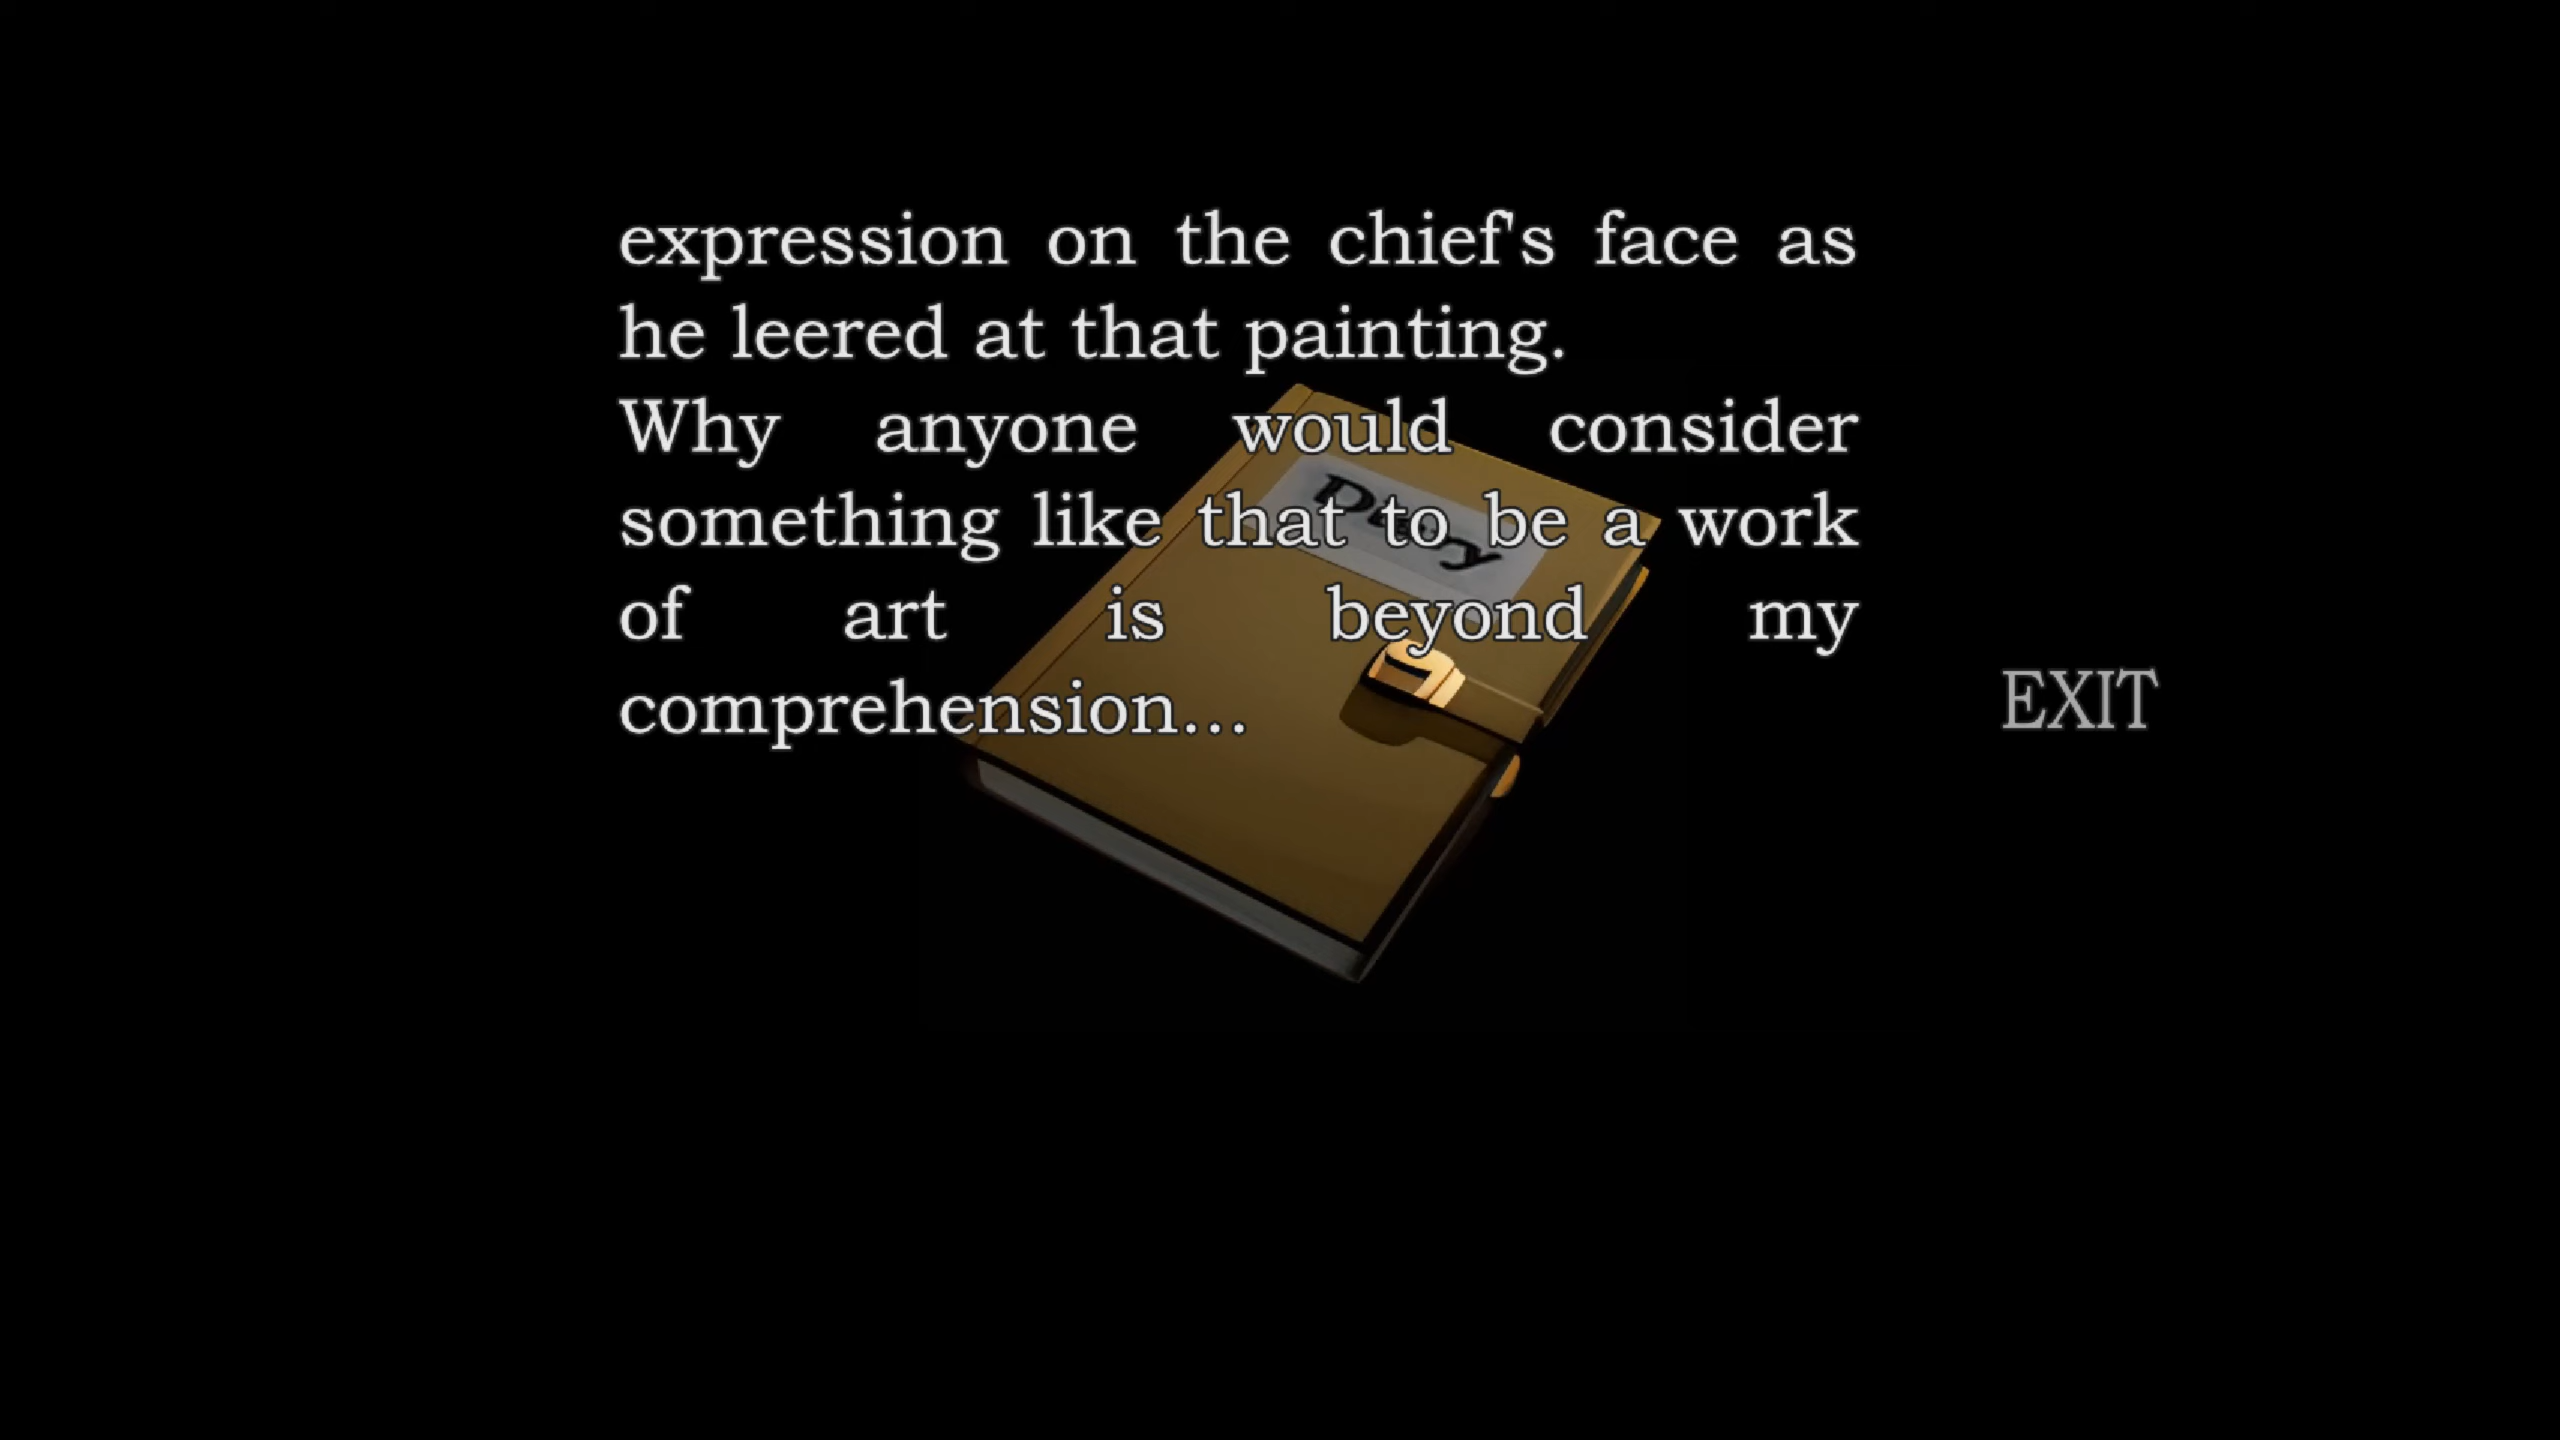 expression on the chief's face as
he leered at that painting.
Why anyone would consider
something like that to be a work
of art is beyond my
comprehension...
Diary
EXIT